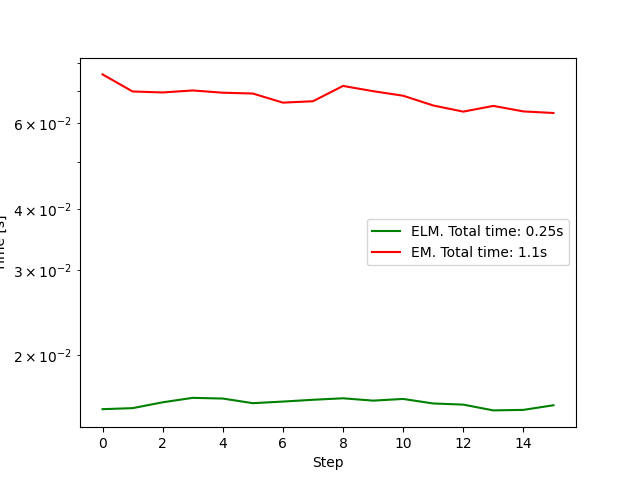 6 × 10⁻²
4 × 10⁻²
3 × 10⁻²
2 × 10⁻²
Time [s]
ELM. Total time: 0.25s
EM. Total time: 1.1s
0 2 4 6 8 10 12 14
Step